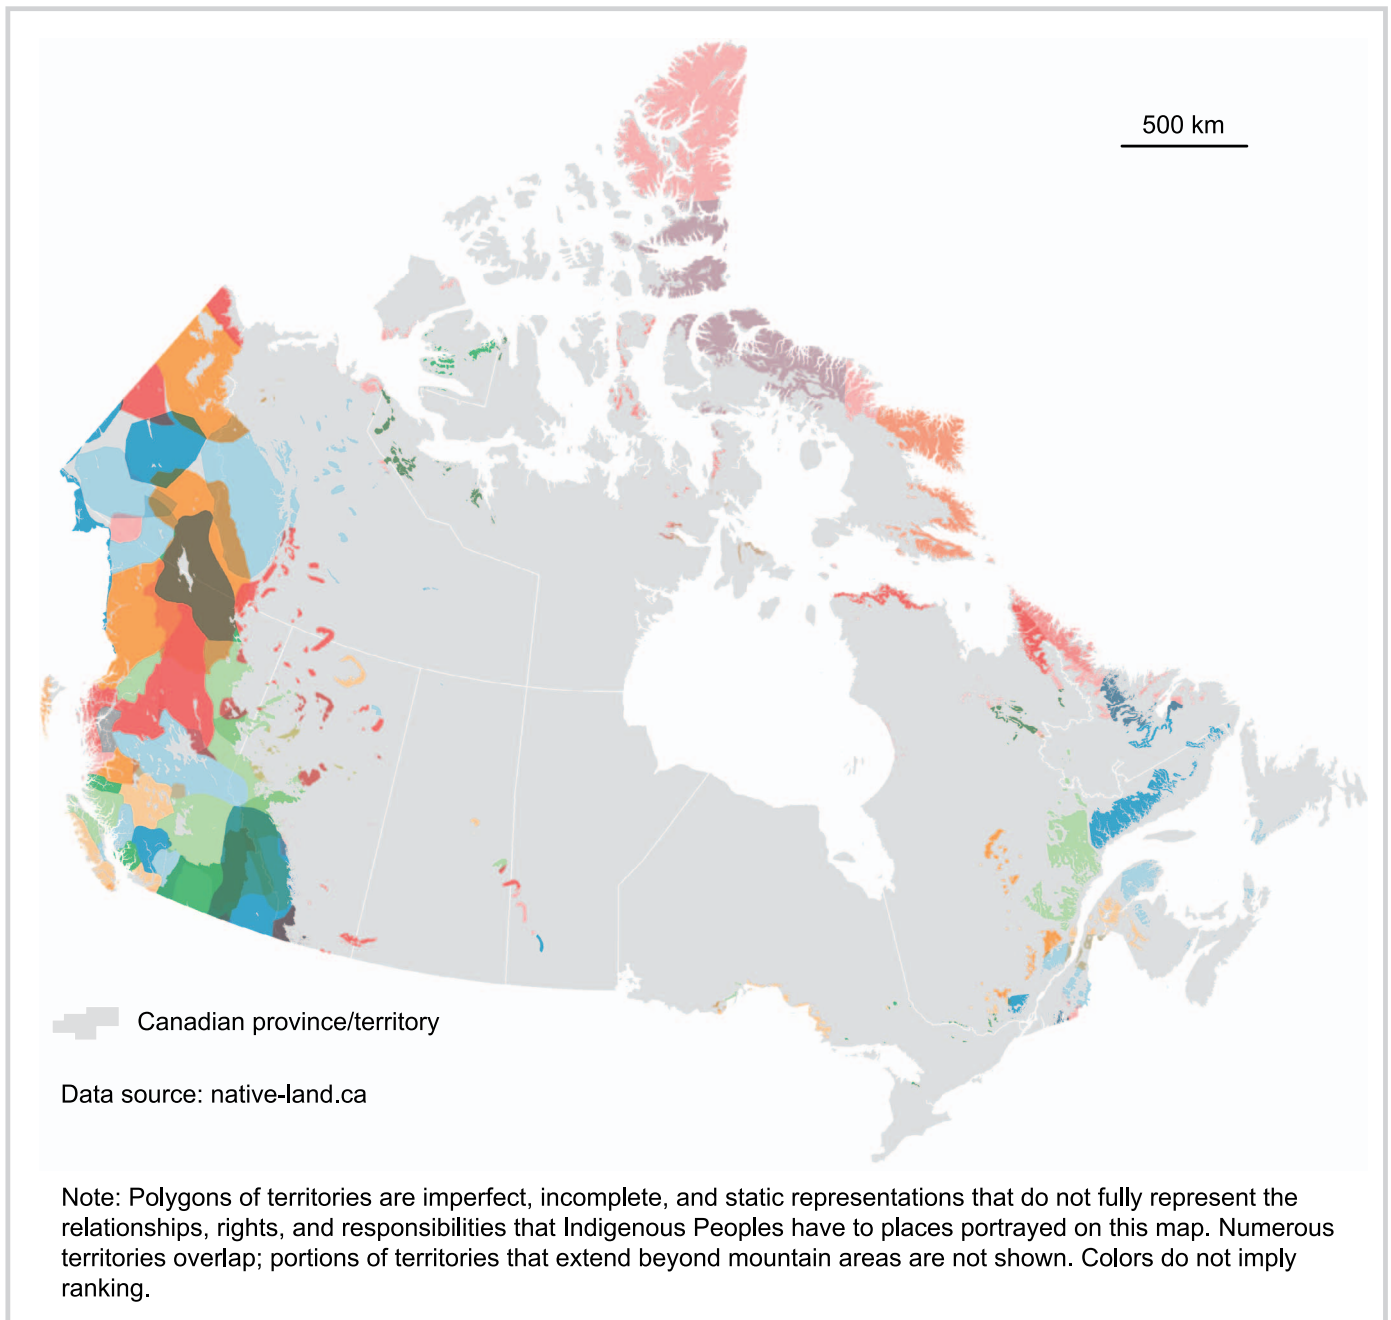 500 km
Canadian province/territory
Data source: native-land.ca
Note: Polygons of territories are imperfect, incomplete, and static representations that do not fully represent the
relationships, rights, and responsibilities that Indigenous Peoples have to places portrayed on this map. Numerous
territories overlap; portions of territories that extend beyond mountain areas are not shown. Colors do not imply
ranking.